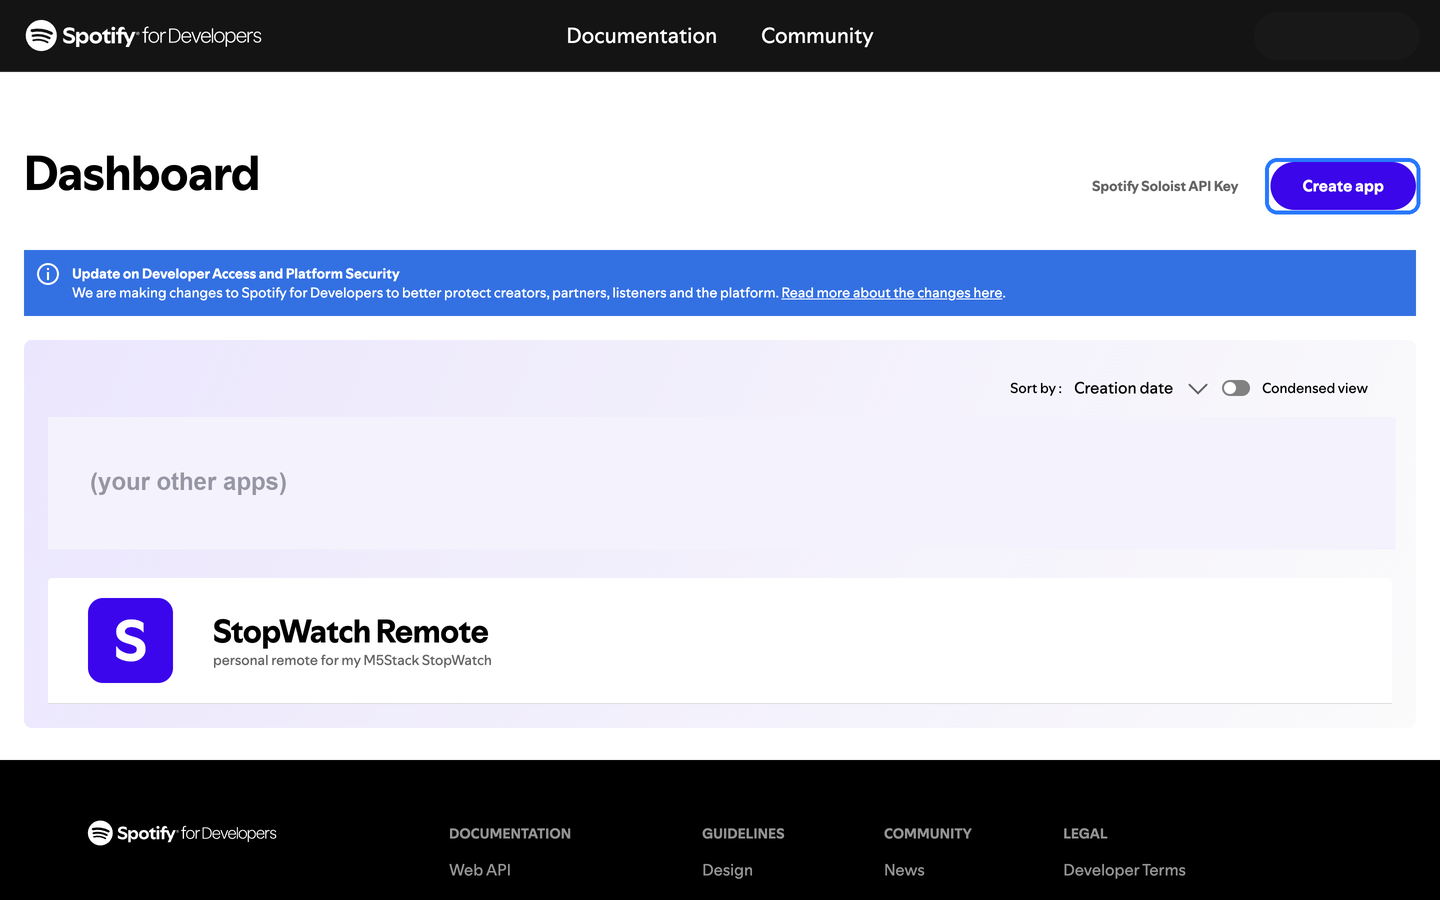 Spotify for Developers
Documentation
Community
Dashboard
Spotify Soloist API Key
Create app
Update on Developer Access and Platform Security
We are making changes to Spotify for Developers to better protect creators, partners, listeners and the platform. Read more about the changes here.
Sort by :
Creation date
Condensed view
(your other apps)
S
StopWatch Remote
personal remote for my M5Stack StopWatch
Spotify for Developers
DOCUMENTATION
GUIDELINES
COMMUNITY
LEGAL
Web API
Design
News
Developer Terms